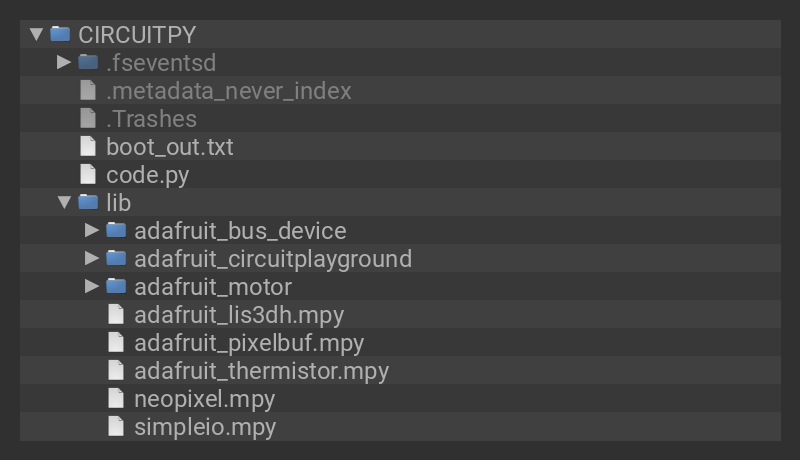 CIRCUITPY
.fseventsd
.metadata_never_index
.Trashes
boot_out.txt
code.py
lib
adafruit_bus_device
adafruit_circuitplayground
adafruit_motor
adafruit_lis3dh.mpy
adafruit_pixelbuf.mpy
adafruit_thermistor.mpy
neopixel.mpy
simpleio.mpy